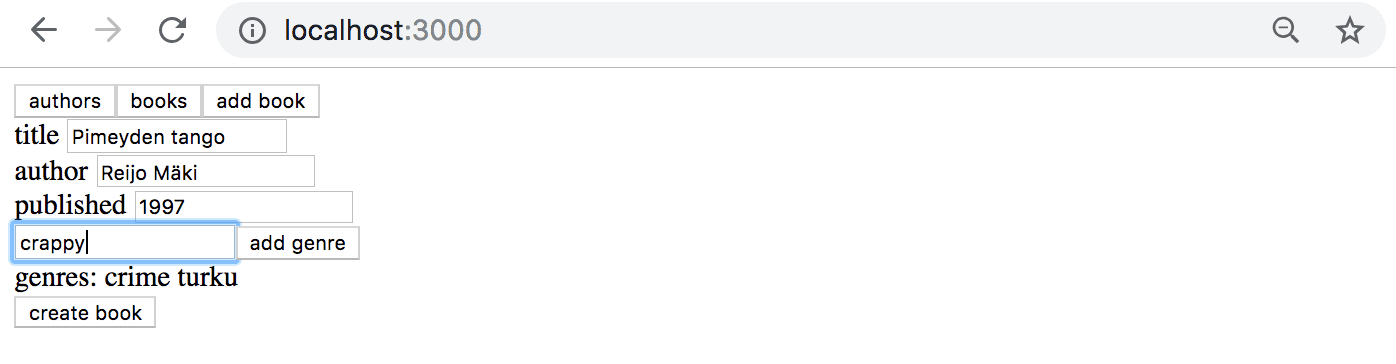 localhost:3000
authors books add book
title Pimeyden tango
author Reijo Mäki
published 1997
crappy add genre
genres: crime turku
create book